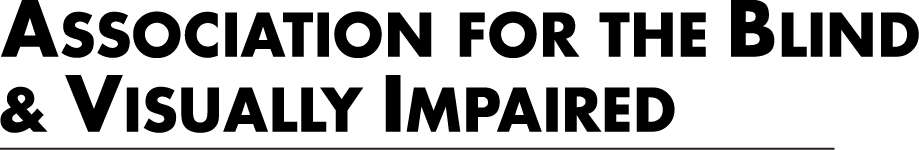 ASSOCIATION FOR THE BLIND
& VISUALLY IMPAIRED